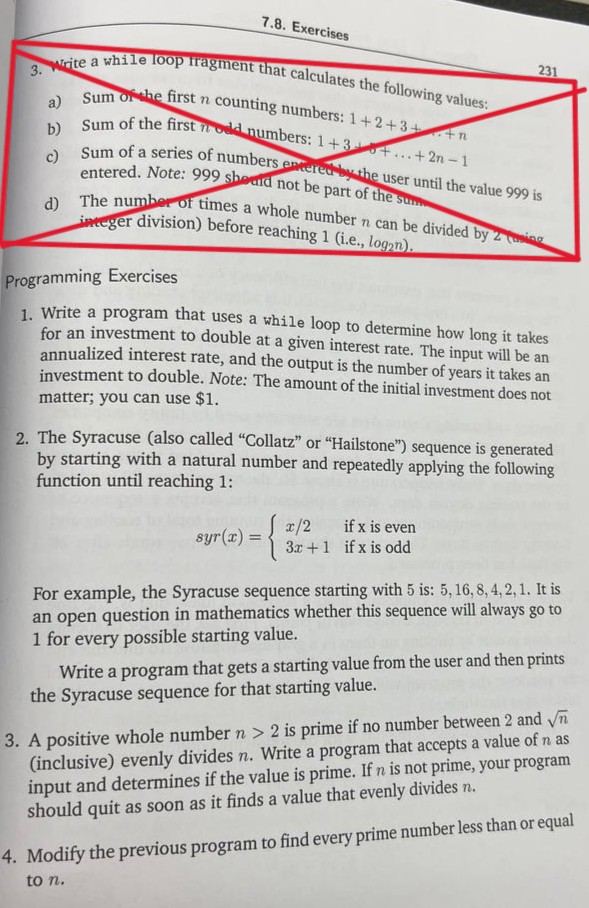 7.8. Exercises
231
3. Write a while loop fragment that calculates the following values:
a) Sum of the first n counting numbers: 1 + 2 + 3 + ... + n
b) Sum of the first n odd numbers: 1 + 3 + 5 + ... + 2n − 1
c) Sum of a series of numbers entered by the user until the value 999 is
entered. Note: 999 should not be part of the sum.
d) The number of times a whole number n can be divided by 2 (using
integer division) before reaching 1 (i.e., log₂n).
Programming Exercises
1. Write a program that uses a while loop to determine how long it takes
for an investment to double at a given interest rate. The input will be an
annualized interest rate, and the output is the number of years it takes an
investment to double. Note: The amount of the initial investment does not
matter; you can use $1.
2. The Syracuse (also called “Collatz” or “Hailstone”) sequence is generated
by starting with a natural number and repeatedly applying the following
function until reaching 1:
syr(x) = { x/2 if x is even
3x + 1 if x is odd
For example, the Syracuse sequence starting with 5 is: 5, 16, 8, 4, 2, 1. It is
an open question in mathematics whether this sequence will always go to
1 for every possible starting value.
Write a program that gets a starting value from the user and then prints
the Syracuse sequence for that starting value.
3. A positive whole number n > 2 is prime if no number between 2 and √n
(inclusive) evenly divides n. Write a program that accepts a value of n as
input and determines if the value is prime. If n is not prime, your program
should quit as soon as it finds a value that evenly divides n.
4. Modify the previous program to find every prime number less than or equal
to n.